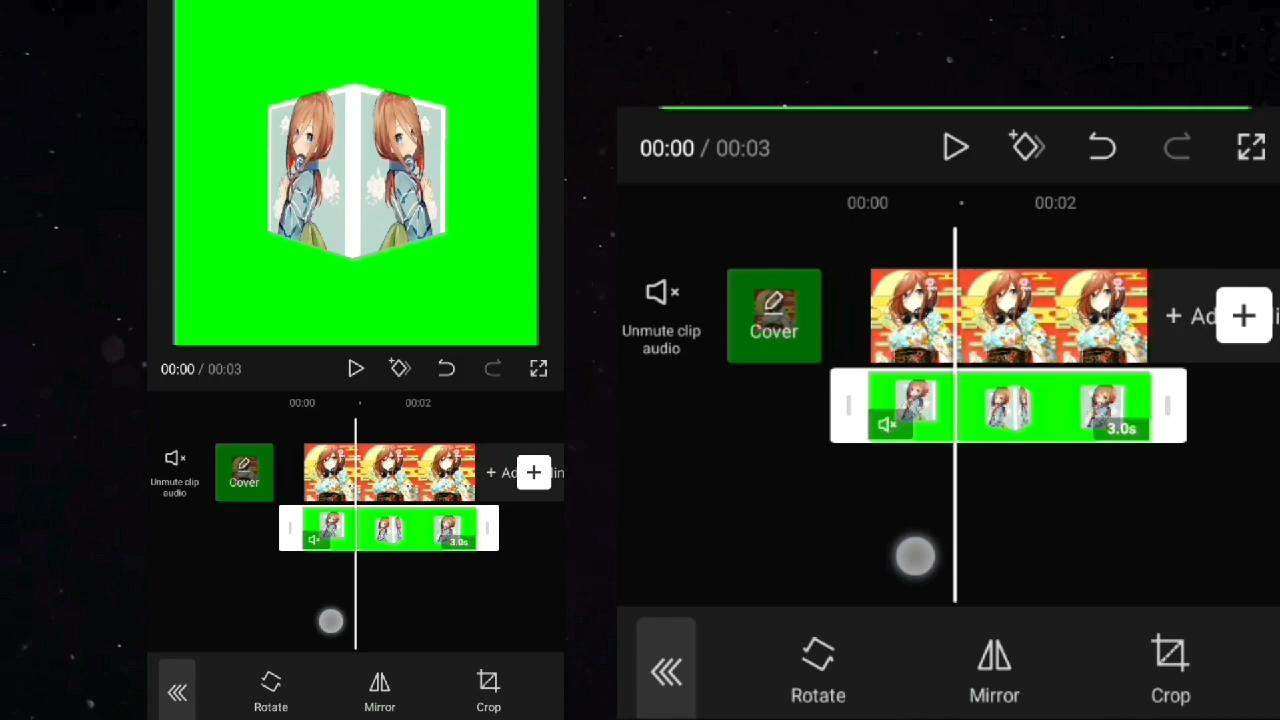 00:00 / 00:03
00:00
00:02
Unmute clip
audio
Cover
+ Ad
+
3.0s
Rotate
Mirror
Crop
00:00 / 00:03
00:00
00:02
Unmute clip
audio
Cover
+ Ad
+
3.0s
Rotate
Mirror
Crop